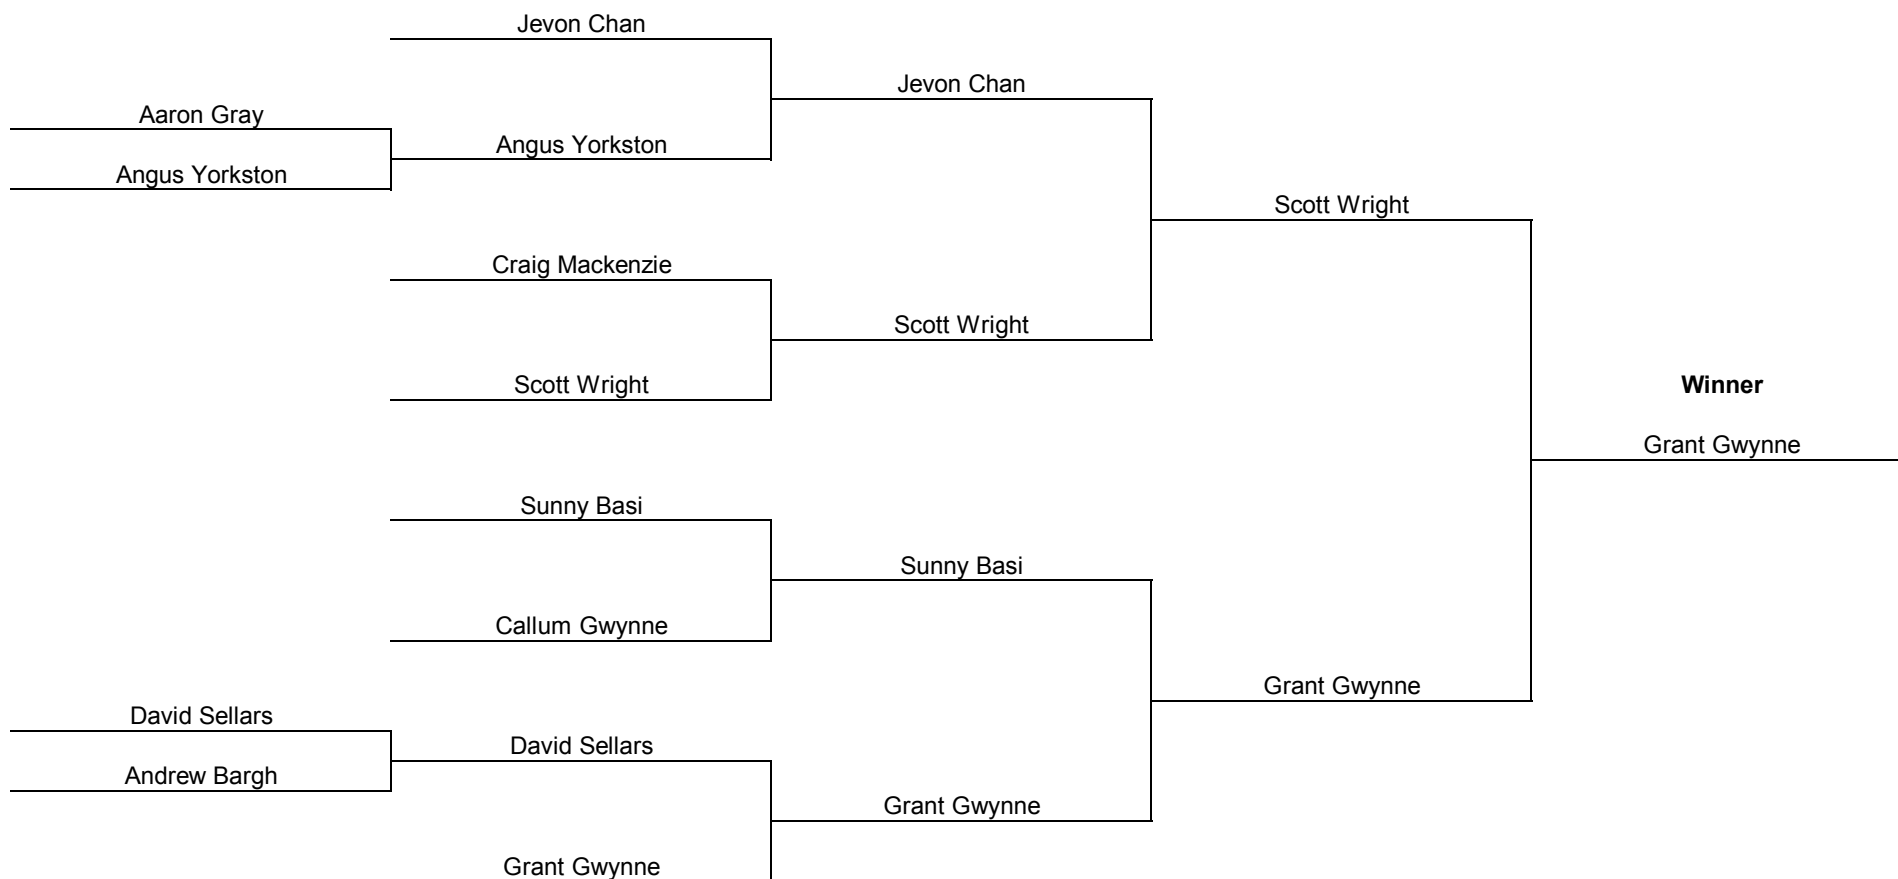 Jevon Chan
Jevon Chan
Aaron Gray
Angus Yorkston
Angus Yorkston
Scott Wright
Craig Mackenzie
Scott Wright
Scott Wright
Winner
Grant Gwynne
Sunny Basi
Sunny Basi
Callum Gwynne
Grant Gwynne
David Sellars
David Sellars
Andrew Bargh
Grant Gwynne
Grant Gwynne